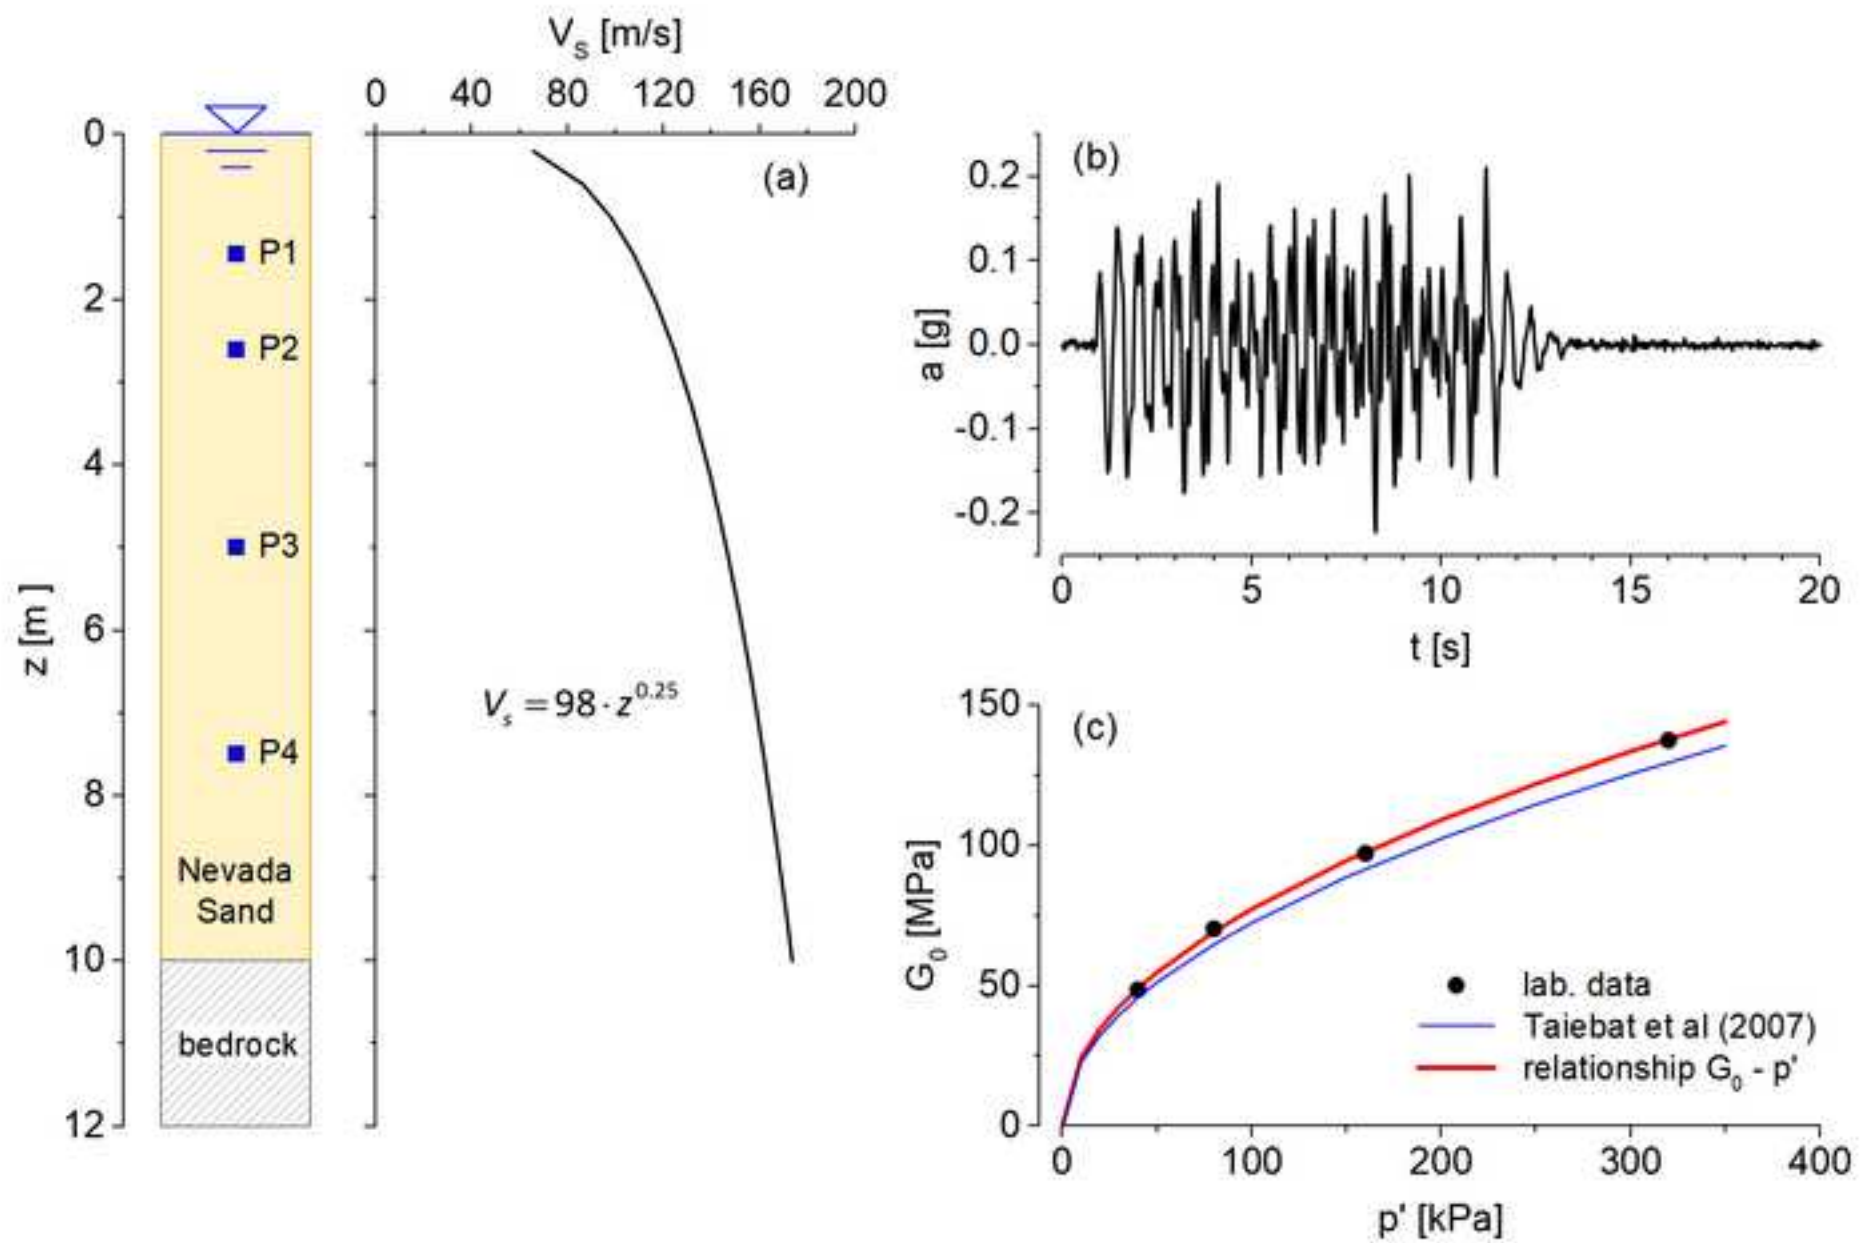 V_S [m/s]
0 40 80 120 160 200
(a)
0
2
4
6
8
10
12
z [m]
P1
P2
P3
P4
Nevada
Sand
bedrock
V_s = 98 · z^0.25
(b)
0.2
0.1
0.0
-0.1
-0.2
a [g]
0 5 10 15 20
t [s]
(c)
150
100
50
0
G_0 [MPa]
lab. data
Taiebat et al (2007)
relationship G_0 - p'
0 100 200 300 400
p' [kPa]